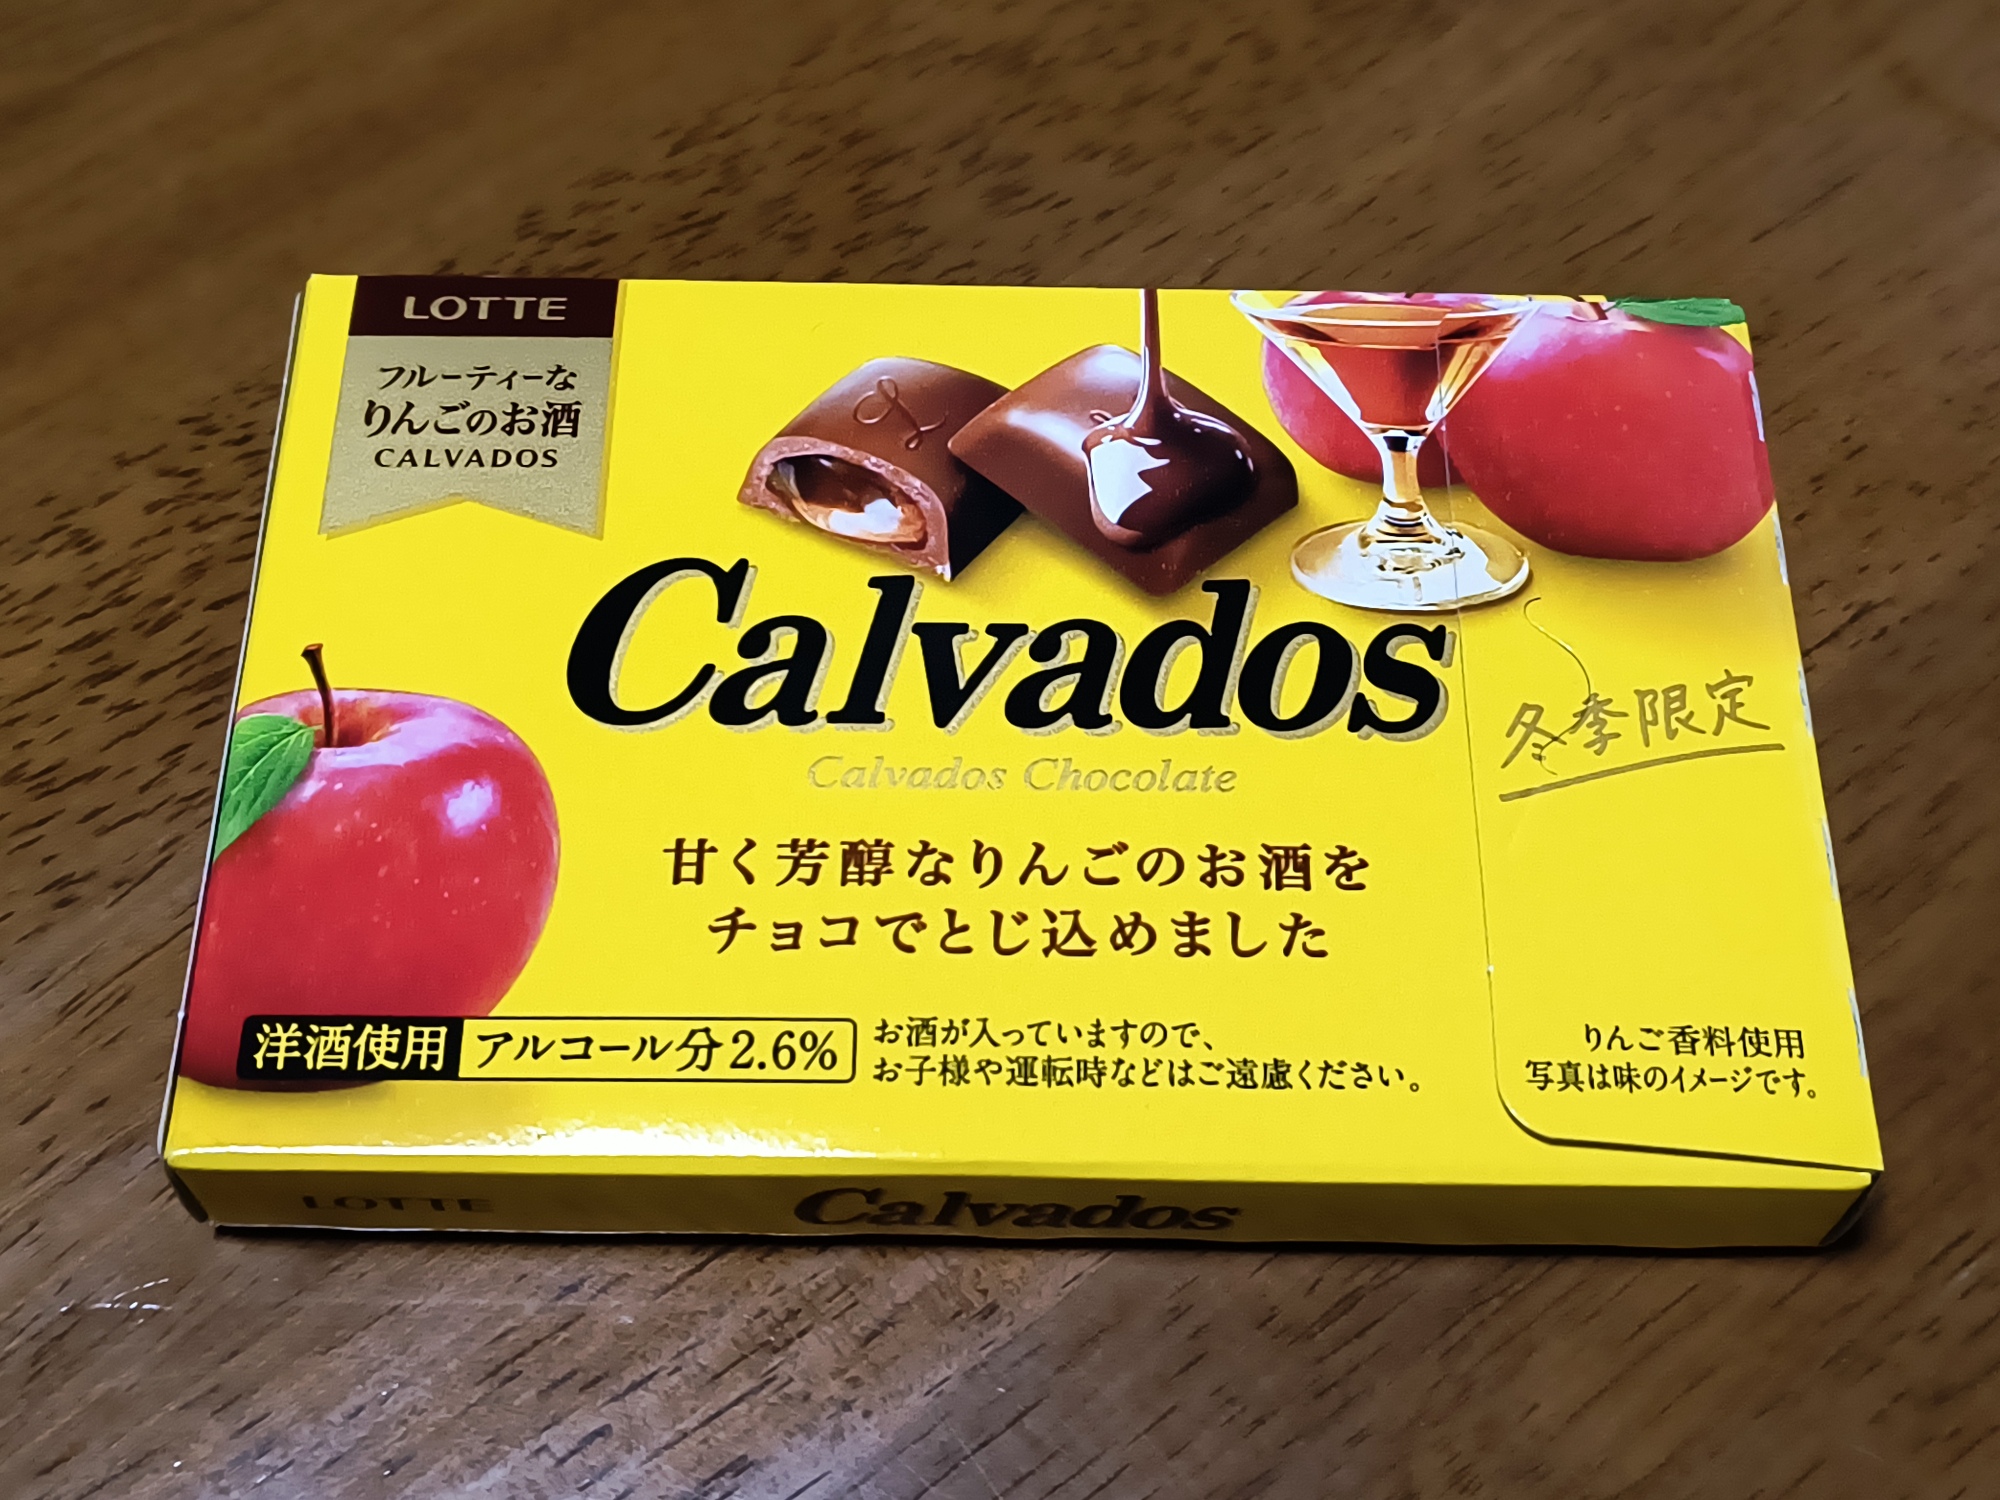 LOTTE
フルーティーな
りんごのお酒
CALVADOS
Calvados
Calvados Chocolate
冬季限定
甘く芳醇なりんごのお酒を
チョコでとじ込めました
洋酒使用 アルコール分2.6%
お酒が入っていますので、
お子様や運転時などはご遠慮ください。
りんご香料使用
写真は味のイメージです。
LOTTE Calvados